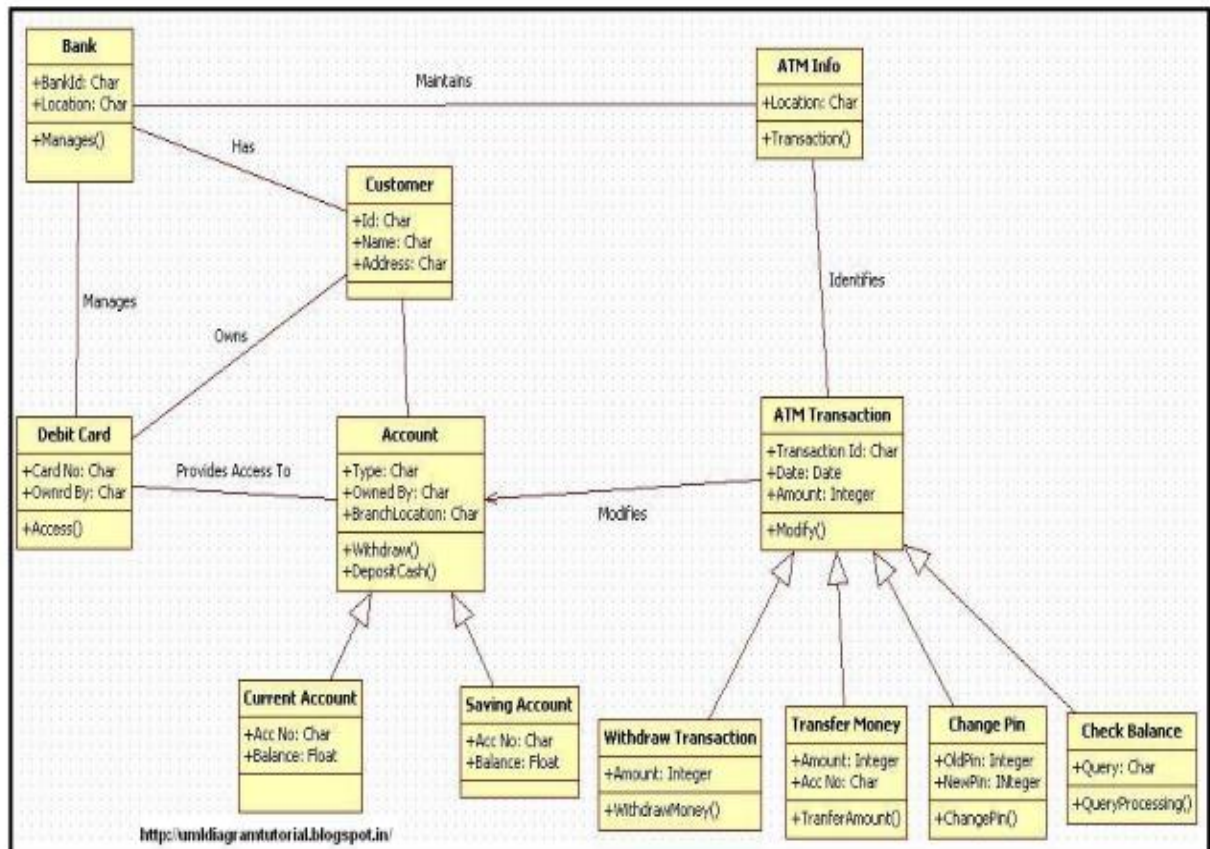 Bank
+BankId: Char
+Location: Char
+Manages()
Maintains
ATM Info
+Location: Char
+Transaction()
Has
Customer
+Id: Char
+Name: Char
+Address: Char
Identifies
Manages
Owns
Debit Card
+Card No: Char
+Ownrd By: Char
+Access()
Provides Access To
Account
+Type: Char
+Owned By: Char
+BranchLocation: Char
+Withdraw()
+DepositCash()
Modifies
ATM Transaction
+Transaction Id: Char
+Date: Date
+Amount: Integer
+Modify()
Current Account
+Acc No: Char
+Balance: Float
Saving Account
+Acc No: Char
+Balance: Float
Withdraw Transaction
+Amount: Integer
+WithdrawMoney()
Transfer Money
+Amount: Integer
+Acc No: Char
+TranferAmount()
Change Pin
+OldPin: Integer
+NewPin: INteger
+ChangePin()
Check Balance
+Query: Char
+QueryProcessing()
http://umldiagramtutorial.blogspot.in/